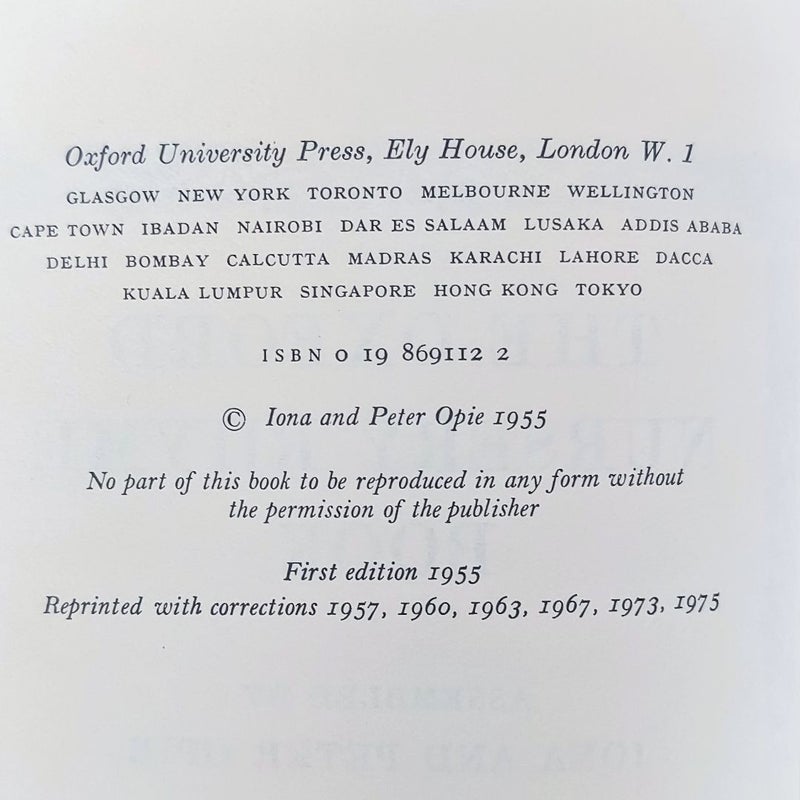 Oxford University Press, Ely House, London W. 1
GLASGOW NEW YORK TORONTO MELBOURNE WELLINGTON
CAPE TOWN IBADAN NAIROBI DAR ES SALAAM LUSAKA ADDIS ABABA
DELHI BOMBAY CALCUTTA MADRAS KARACHI LAHORE DACCA
KUALA LUMPUR SINGAPORE HONG KONG TOKYO
ISBN 0 19 869112 2
© Iona and Peter Opie 1955
No part of this book to be reproduced in any form without
the permission of the publisher
First edition 1955
Reprinted with corrections 1957, 1960, 1963, 1967, 1973, 1975